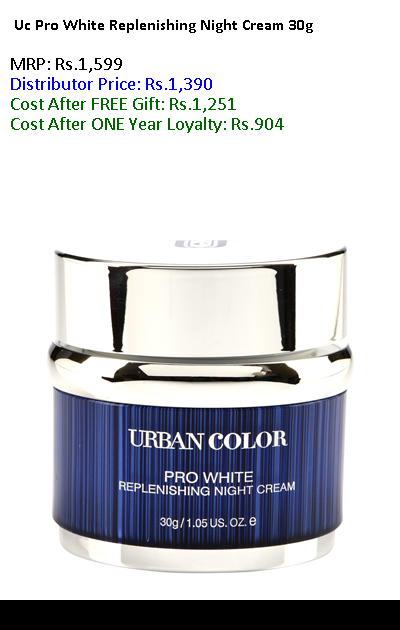 Uc Pro White Replenishing Night Cream 30g
MRP: Rs.1,599
Distributor Price: Rs.1,390
Cost After FREE Gift: Rs.1,251
Cost After ONE Year Loyalty: Rs.904
URBAN COLOR
PRO WHITE
REPLENISHING NIGHT CREAM
30g / 1.05 US. OZ. e